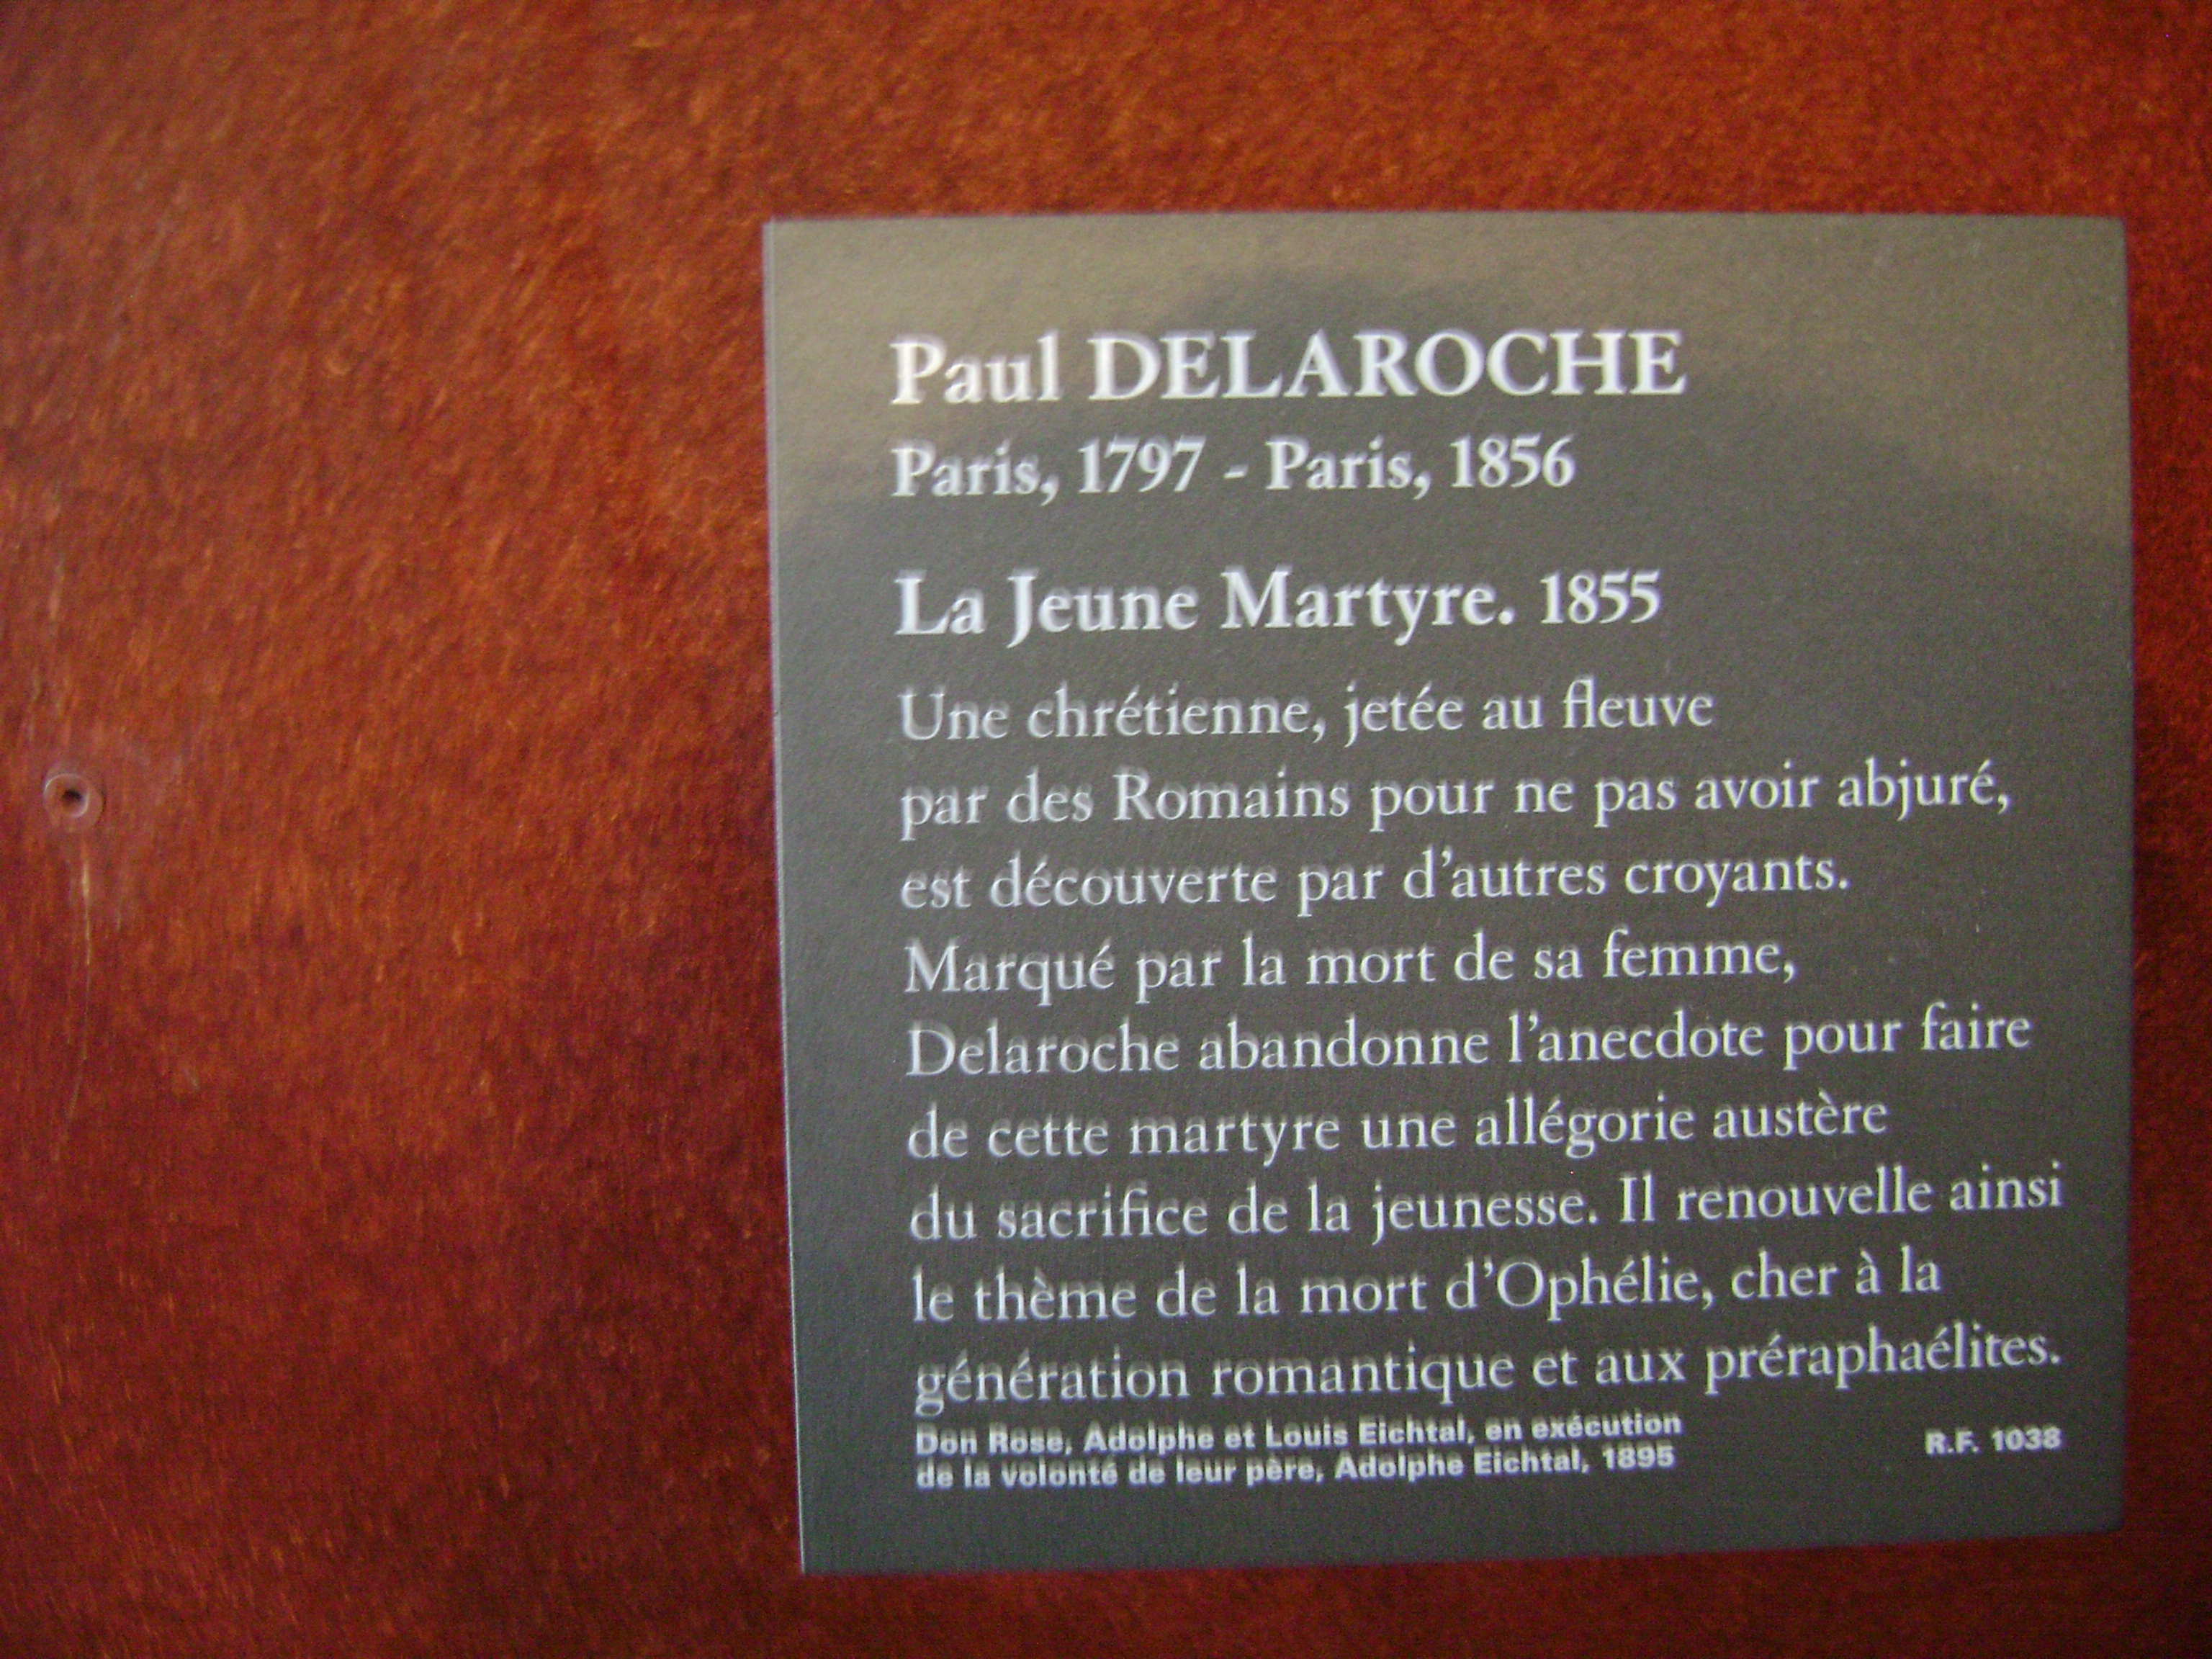 Paul DELAROCHE
Paris, 1797 - Paris, 1856
La Jeune Martyre. 1855
Une chrétienne, jetée au fleuve
par des Romains pour ne pas avoir abjuré,
est découverte par d'autres croyants.
Marqué par la mort de sa femme,
Delaroche abandonne l'anecdote pour faire
de cette martyre une allégorie austère
du sacrifice de la jeunesse. Il renouvelle ainsi
le thème de la mort d'Ophélie, cher à la
génération romantique et aux préraphaélites.
Don Rose, Adolphe et Louis Eichtal, en exécution
de la volonté de leur père, Adolphe Eichtal, 1895
R.F. 1038